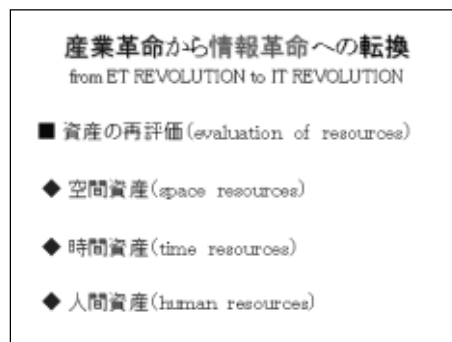 産業革命から情報革命への転換
from ET REVOLUTION to IT REVOLUTION
■ 資産の再評価(evaluation of resources)
◆ 空間資産(space resources)
◆ 時間資産(time resources)
◆ 人間資産(human resources)